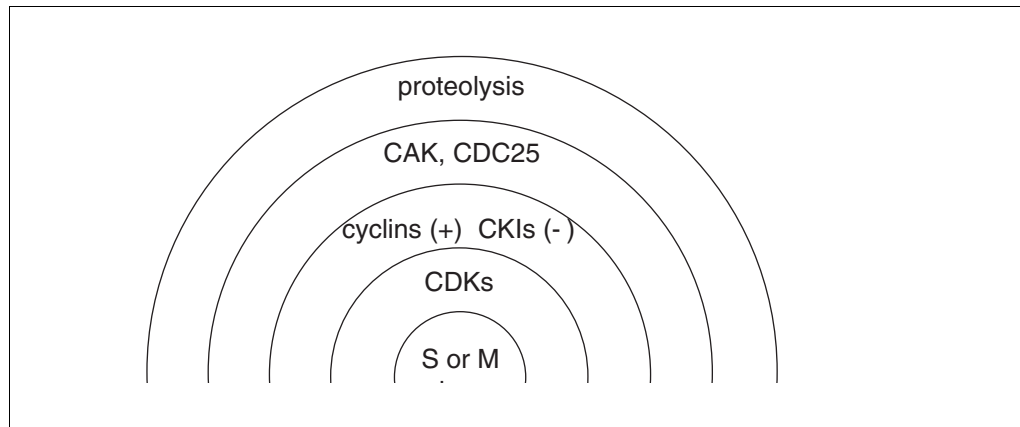 proteolysis
CAK, CDC25
cyclins (+) CKIs (- )
CDKs
S or M